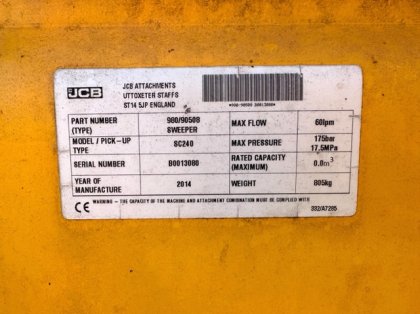 JCB
JCB ATTACHMENTS
UTTOXETER STAFFS
ST14 5JP ENGLAND
PART NUMBER (TYPE) 980/90508 SWEEPER MAX FLOW 60lpm
MODEL / PICK-UP TYPE SC240 MAX PRESSURE 175bar 17.5MPa
SERIAL NUMBER B0013080 RATED CAPACITY (MAXIMUM) 0.8m³
YEAR OF MANUFACTURE 2014 WEIGHT 805kg
CE WARNING - THE CAPACITY OF THE MACHINE AND ATTACHMENT COMBINATION MUST BE COMPLIED WITH
332/A7285